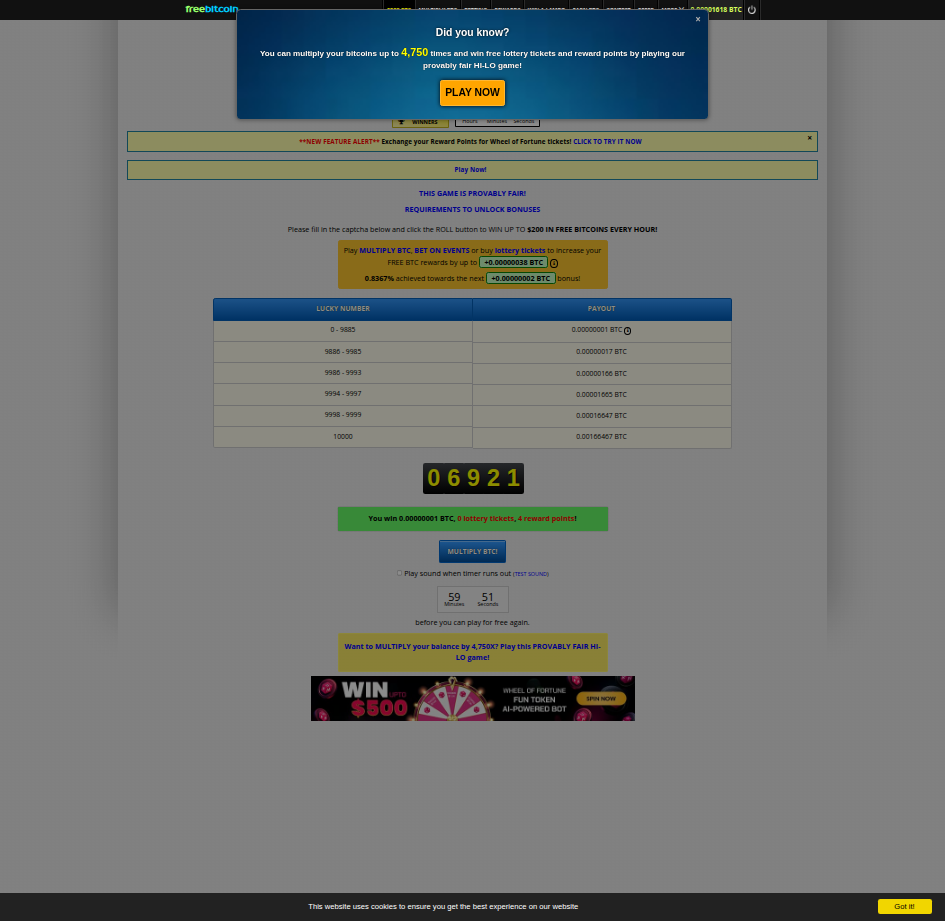 freebitcoin
0.00001618 BTC
×
Did you know?
You can multiply your bitcoins up to 4,750 times and win free lottery tickets and reward points by playing our
provably fair HI-LO game!
PLAY NOW
WINNERS
Hours Minutes Seconds
**NEW FEATURE ALERT** Exchange your Reward Points for Wheel of Fortune tickets! CLICK TO TRY IT NOW
×
Play Now!
THIS GAME IS PROVABLY FAIR!
REQUIREMENTS TO UNLOCK BONUSES
Please fill in the captcha below and click the ROLL button to WIN UP TO $200 IN FREE BITCOINS EVERY HOUR!
Play MULTIPLY BTC, BET ON EVENTS or buy lottery tickets to increase your
FREE BTC rewards by up to +0.00000038 BTC
0.8367% achieved towards the next +0.00000002 BTC bonus!
LUCKY NUMBER PAYOUT
0 - 9885 0.00000001 BTC
9886 - 9985 0.00000017 BTC
9986 - 9993 0.00000166 BTC
9994 - 9997 0.00001665 BTC
9998 - 9999 0.00016647 BTC
10000 0.00166467 BTC
06921
You win 0.00000001 BTC, 0 lottery tickets, 4 reward points!
MULTIPLY BTC!
Play sound when timer runs out (TEST SOUND)
59 51
Minutes Seconds
before you can play for free again.
Want to MULTIPLY your balance by 4,750X? Play this PROVABLY FAIR HI-
LO game!
WIN UP TO $500
WHEEL OF FORTUNE
FUN TOKEN
AI-POWERED BOT
SPIN NOW
This website uses cookies to ensure you get the best experience on our website
Got it!